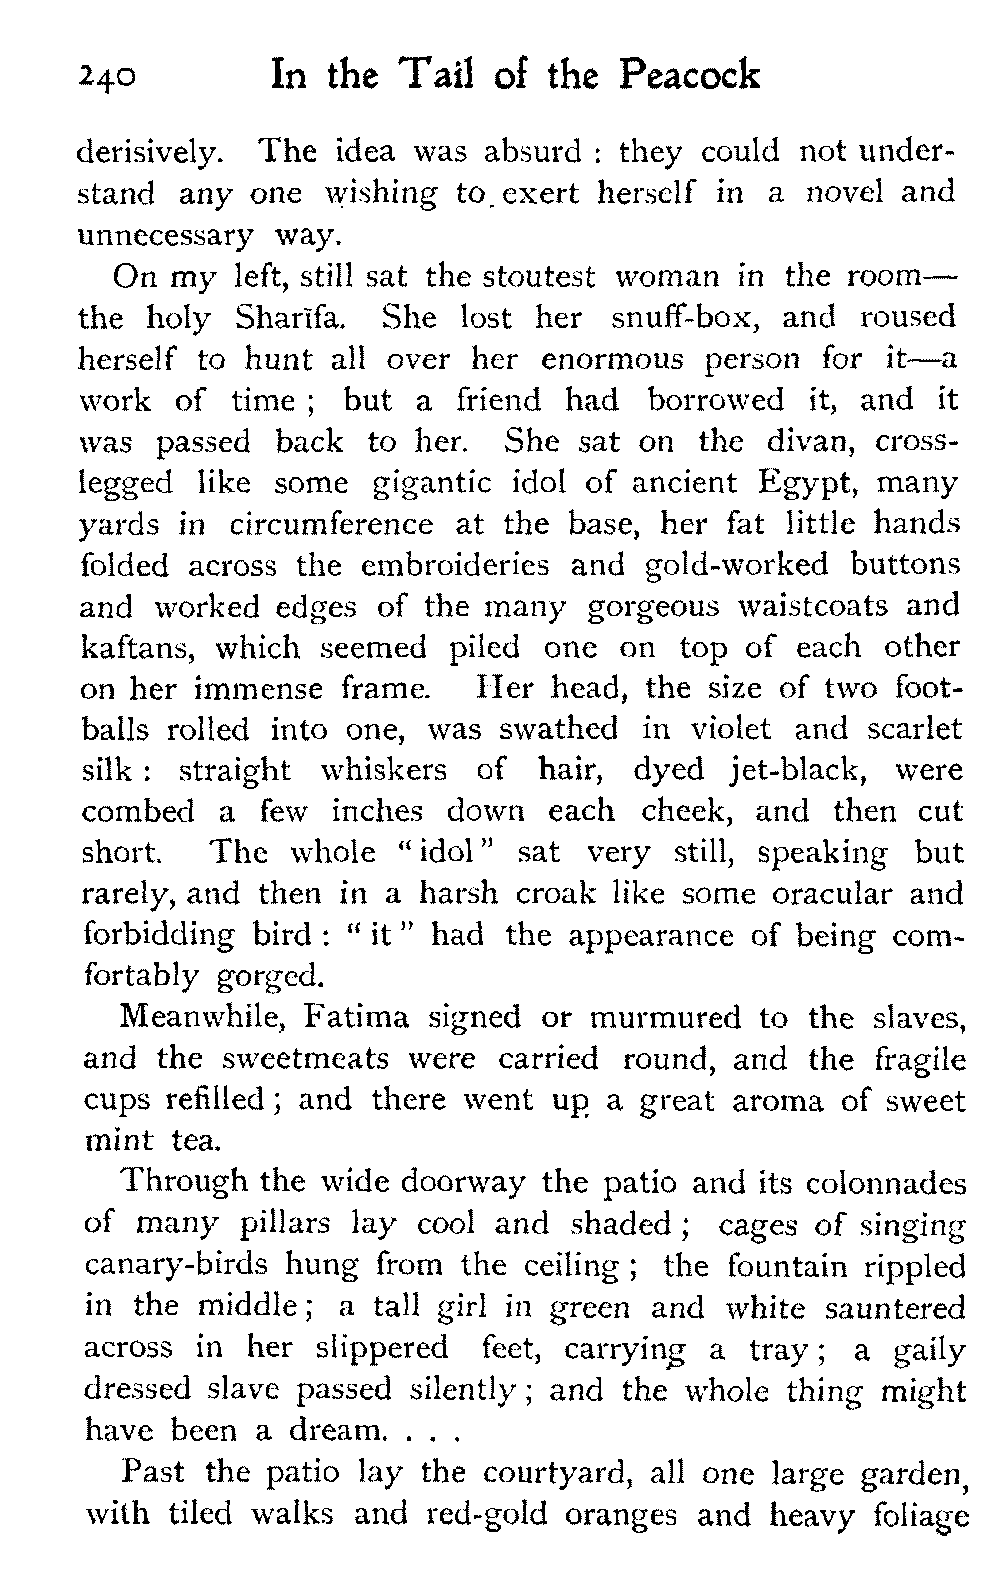 240 In the Tail of the Peacock
derisively. The idea was absurd : they could not under-
stand any one wishing to exert herself in a novel and
unnecessary way.
On my left, still sat the stoutest woman in the room—
the holy Sharīfa. She lost her snuff-box, and roused
herself to hunt all over her enormous person for it—a
work of time ; but a friend had borrowed it, and it
was passed back to her. She sat on the divan, cross-
legged like some gigantic idol of ancient Egypt, many
yards in circumference at the base, her fat little hands
folded across the embroideries and gold-worked buttons
and worked edges of the many gorgeous waistcoats and
kaftans, which seemed piled one on top of each other
on her immense frame. Her head, the size of two foot-
balls rolled into one, was swathed in violet and scarlet
silk : straight whiskers of hair, dyed jet-black, were
combed a few inches down each cheek, and then cut
short. The whole “ idol ” sat very still, speaking but
rarely, and then in a harsh croak like some oracular and
forbidding bird : “ it ” had the appearance of being com-
fortably gorged.
Meanwhile, Fatima signed or murmured to the slaves,
and the sweetmeats were carried round, and the fragile
cups refilled ; and there went up a great aroma of sweet
mint tea.
Through the wide doorway the patio and its colonnades
of many pillars lay cool and shaded ; cages of singing
canary-birds hung from the ceiling ; the fountain rippled
in the middle ; a tall girl in green and white sauntered
across in her slippered feet, carrying a tray ; a gaily
dressed slave passed silently ; and the whole thing might
have been a dream. . . .
Past the patio lay the courtyard, all one large garden,
with tiled walks and red-gold oranges and heavy foliage